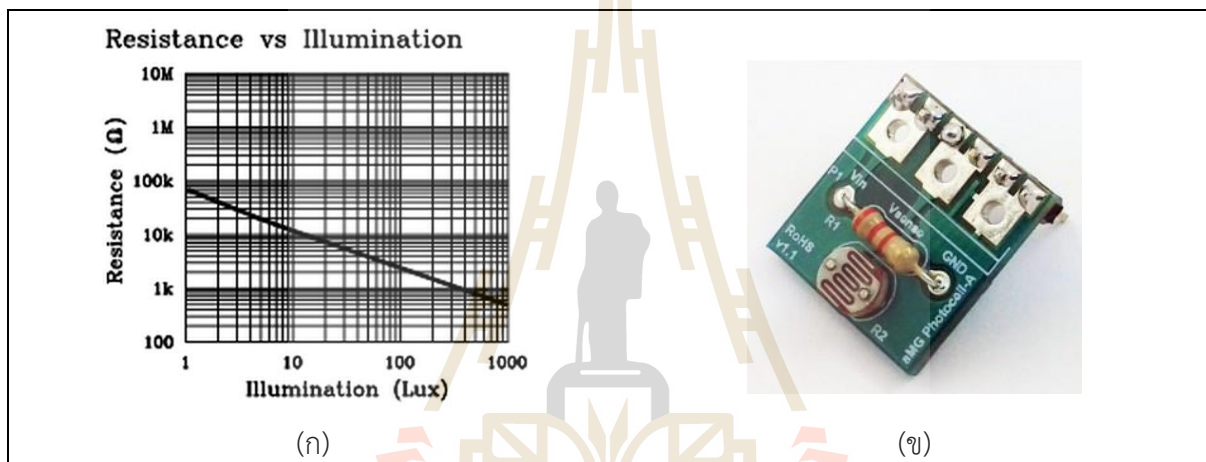 Resistance vs Illumination
10M
1M
100k
10k
1k
100
Resistance (Ω)
1
10
100
1000
Illumination (Lux)
(ก)
P1
Vin
Vsense
GND
R1
RoHS
v1.1
R2
aMG Photocell-A
(ข)